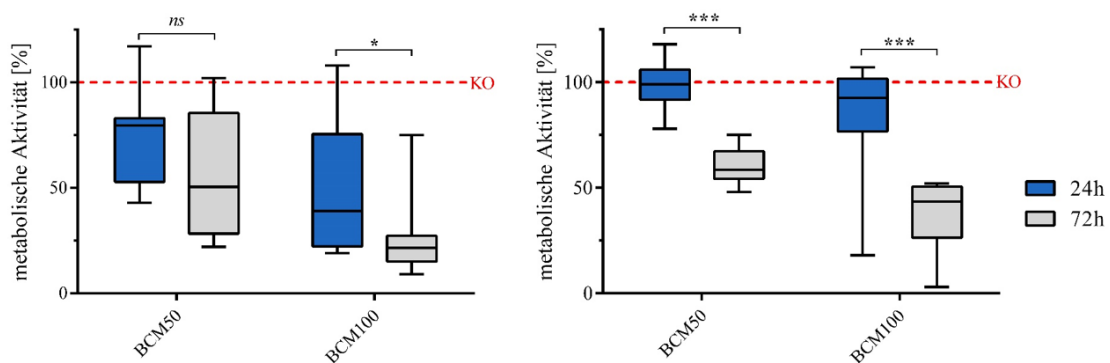 metabolische Aktivität [%]
100
50
0
ns
*
KO
BCM50
BCM100
metabolische Aktivität [%]
100
50
0
***
***
KO
BCM50
BCM100
24h
72h